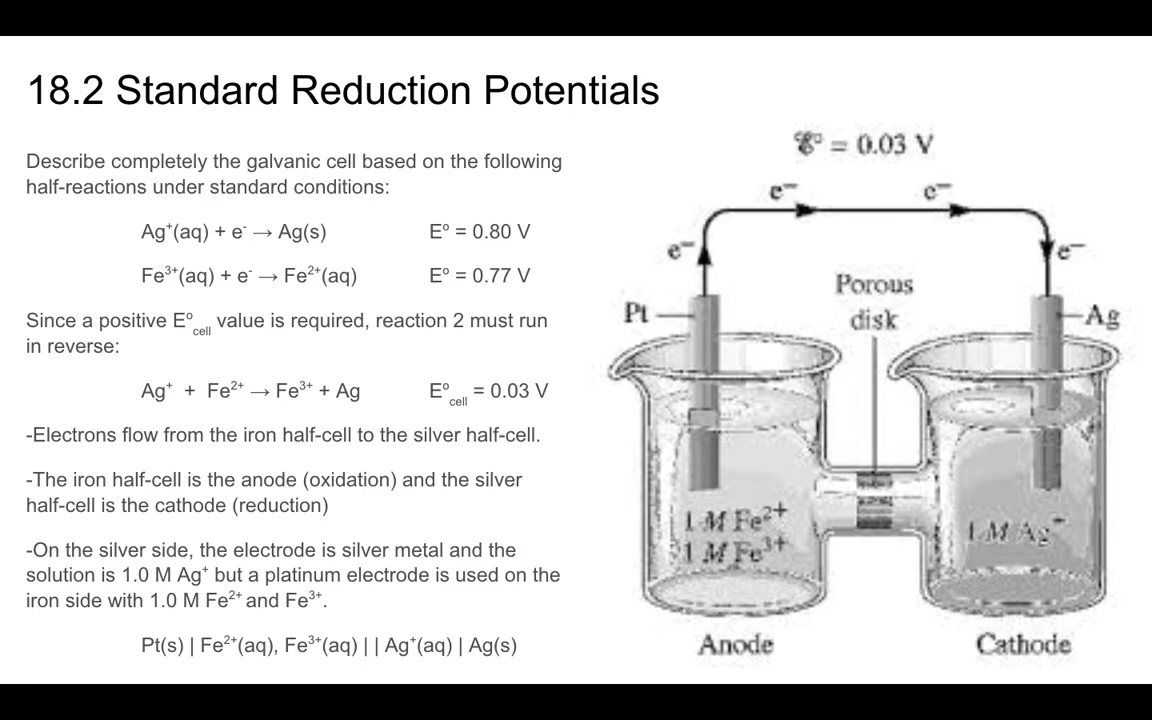 18.2 Standard Reduction Potentials
Describe completely the galvanic cell based on the following
half-reactions under standard conditions:
Ag⁺(aq) + e⁻ → Ag(s) E° = 0.80 V
Fe³⁺(aq) + e⁻ → Fe²⁺(aq) E° = 0.77 V
Since a positive E°cell value is required, reaction 2 must run
in reverse:
Ag⁺ + Fe²⁺ → Fe³⁺ + Ag E°cell = 0.03 V
-Electrons flow from the iron half-cell to the silver half-cell.
-The iron half-cell is the anode (oxidation) and the silver
half-cell is the cathode (reduction)
-On the silver side, the electrode is silver metal and the
solution is 1.0 M Ag⁺ but a platinum electrode is used on the
iron side with 1.0 M Fe²⁺ and Fe³⁺.
Pt(s) | Fe²⁺(aq), Fe³⁺(aq) | | Ag⁺(aq) | Ag(s)
ℰ° = 0.03 V
e⁻ e⁻
e⁻ e⁻
Porous
disk
Pt
Ag
1 M Fe²⁺
1 M Fe³⁺
1 M Ag⁺
Anode
Cathode